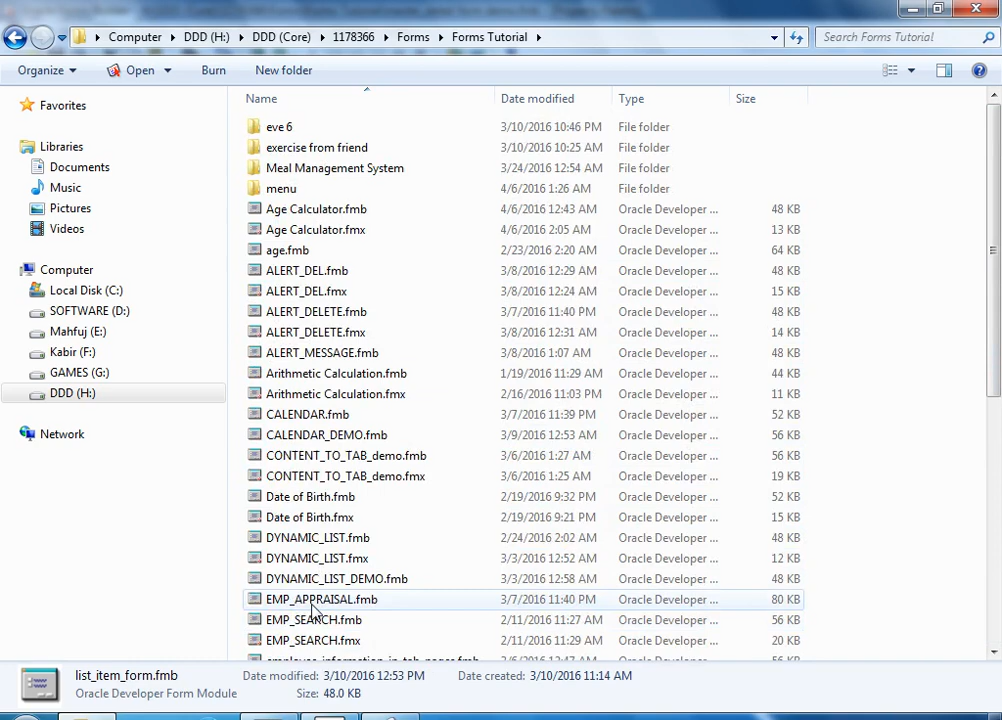 Computer ▸ DDD (H:) ▸ DDD (Core) ▸ 1178366 ▸ Forms ▸ Forms Tutorial ▸
Search Forms Tutorial
Organize Open Burn New folder
Favorites
Libraries
Documents
Music
Pictures
Videos
Computer
Local Disk (C:)
SOFTWARE (D:)
Mahfuj (E:)
Kabir (F:)
GAMES (G:)
DDD (H:)
Network
Name Date modified Type Size
eve 6 3/10/2016 10:46 PM File folder
exercise from friend 3/10/2016 10:25 AM File folder
Meal Management System 3/24/2016 12:54 AM File folder
menu 4/6/2016 1:26 AM File folder
Age Calculator.fmb 4/6/2016 12:43 AM Oracle Developer ... 48 KB
Age Calculator.fmx 4/6/2016 2:05 AM Oracle Developer ... 13 KB
age.fmb 2/23/2016 2:20 AM Oracle Developer ... 64 KB
ALERT_DEL.fmb 3/8/2016 12:29 AM Oracle Developer ... 48 KB
ALERT_DEL.fmx 3/8/2016 12:24 AM Oracle Developer ... 15 KB
ALERT_DELETE.fmb 3/7/2016 11:40 PM Oracle Developer ... 48 KB
ALERT_DELETE.fmx 3/8/2016 12:31 AM Oracle Developer ... 14 KB
ALERT_MESSAGE.fmb 3/8/2016 1:07 AM Oracle Developer ... 48 KB
Arithmetic Calculation.fmb 1/19/2016 11:29 AM Oracle Developer ... 44 KB
Arithmetic Calculation.fmx 2/16/2016 11:03 PM Oracle Developer ... 11 KB
CALENDAR.fmb 3/7/2016 11:39 PM Oracle Developer ... 52 KB
CALENDAR_DEMO.fmb 3/9/2016 12:53 AM Oracle Developer ... 56 KB
CONTENT_TO_TAB_demo.fmb 3/6/2016 1:27 AM Oracle Developer ... 56 KB
CONTENT_TO_TAB_demo.fmx 3/6/2016 1:25 AM Oracle Developer ... 19 KB
Date of Birth.fmb 2/19/2016 9:32 PM Oracle Developer ... 52 KB
Date of Birth.fmx 2/19/2016 9:21 PM Oracle Developer ... 15 KB
DYNAMIC_LIST.fmb 2/24/2016 2:02 AM Oracle Developer ... 48 KB
DYNAMIC_LIST.fmx 3/3/2016 12:52 AM Oracle Developer ... 12 KB
DYNAMIC_LIST_DEMO.fmb 3/3/2016 12:58 AM Oracle Developer ... 48 KB
EMP_APPRAISAL.fmb 3/7/2016 11:40 PM Oracle Developer ... 80 KB
EMP_SEARCH.fmb 2/11/2016 11:27 AM Oracle Developer ... 56 KB
EMP_SEARCH.fmx 2/11/2016 11:29 AM Oracle Developer ... 20 KB
list_item_form.fmb Date modified: 3/10/2016 12:53 PM Date created: 3/10/2016 11:14 AM
Oracle Developer Form Module Size: 48.0 KB